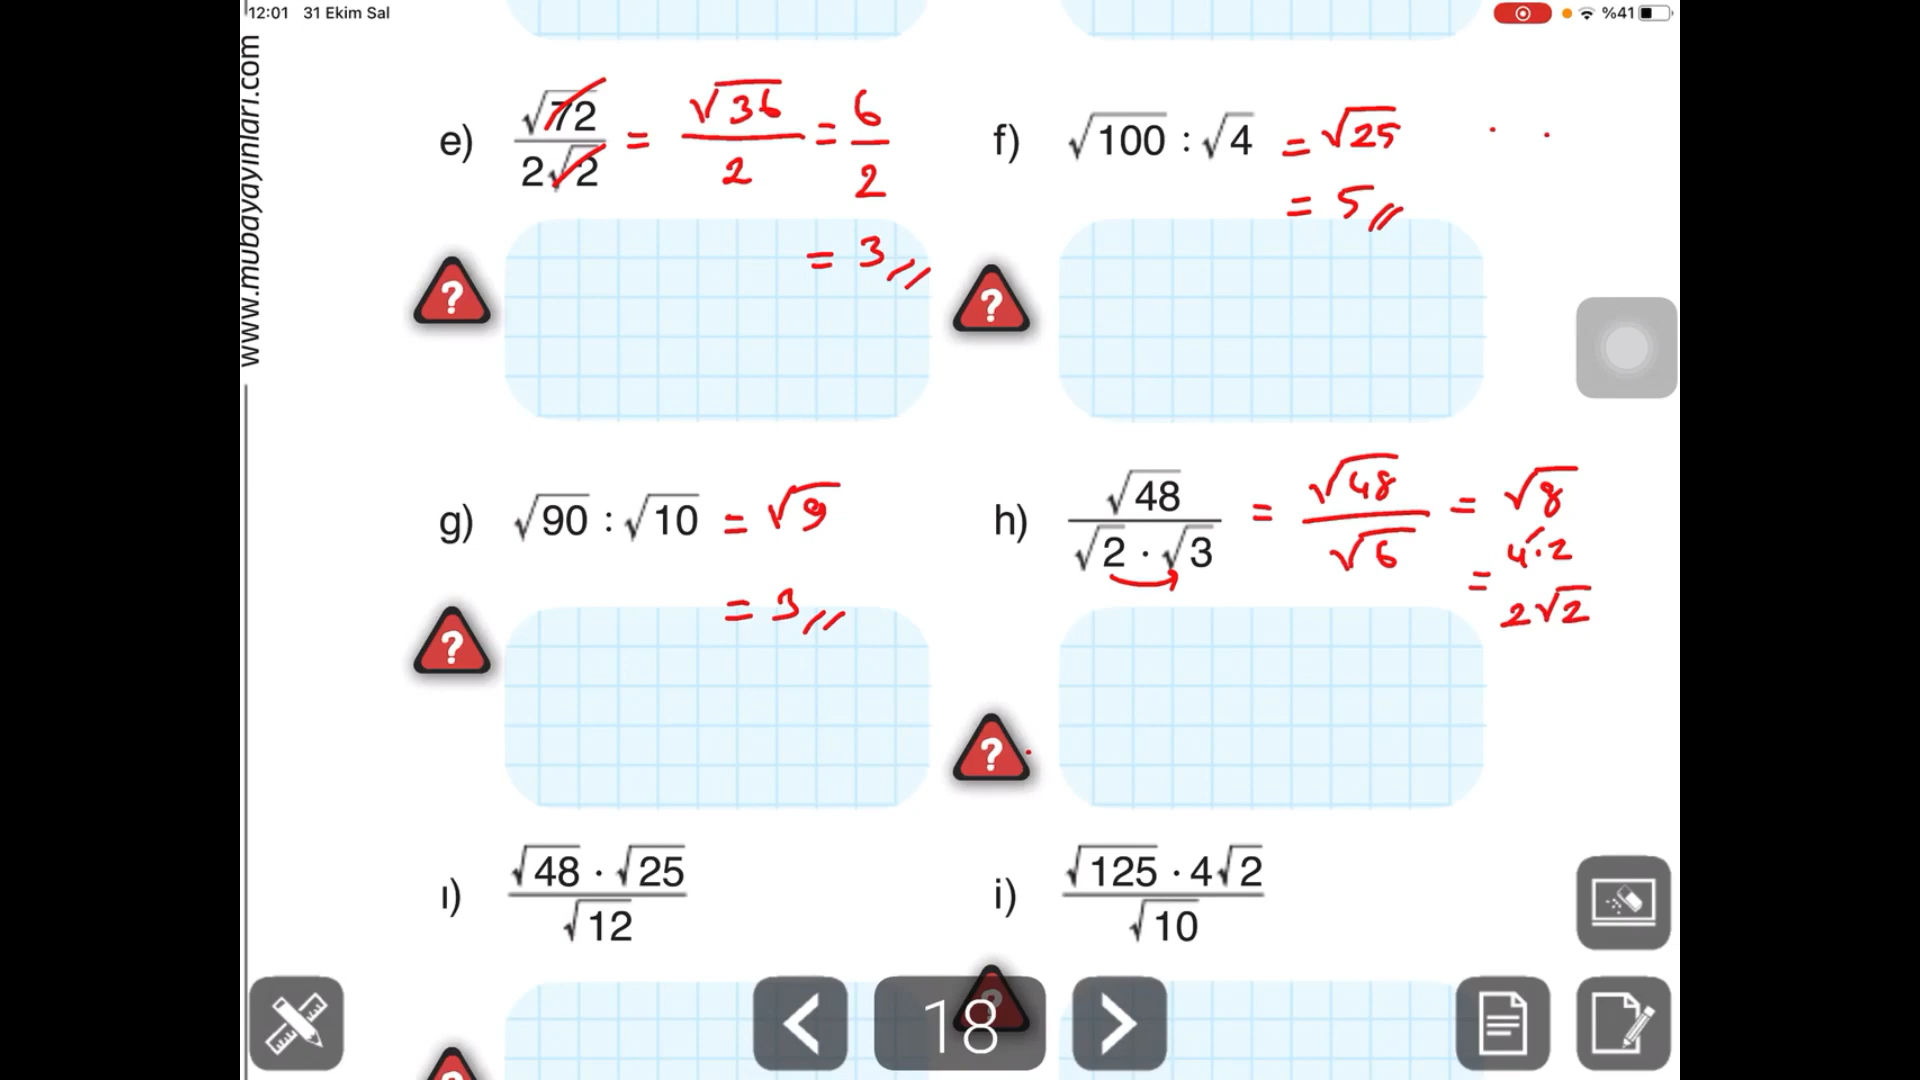 12:01 31 Ekim Sal
%41
www.mubayayinlari.com
e) √72 / 2√2 = √36 / 2 = 6 / 2
= 3 //
f) √100 : √4 = √25
= 5 //
?
?
g) √90 : √10 = √9
= 3 //
h) √48 / √2 · √3 = √48 / √6 = √8
4 · 2
= 2√2
?
?
ı) √48 · √25 / √12
i) √125 · 4√2 / √10
18